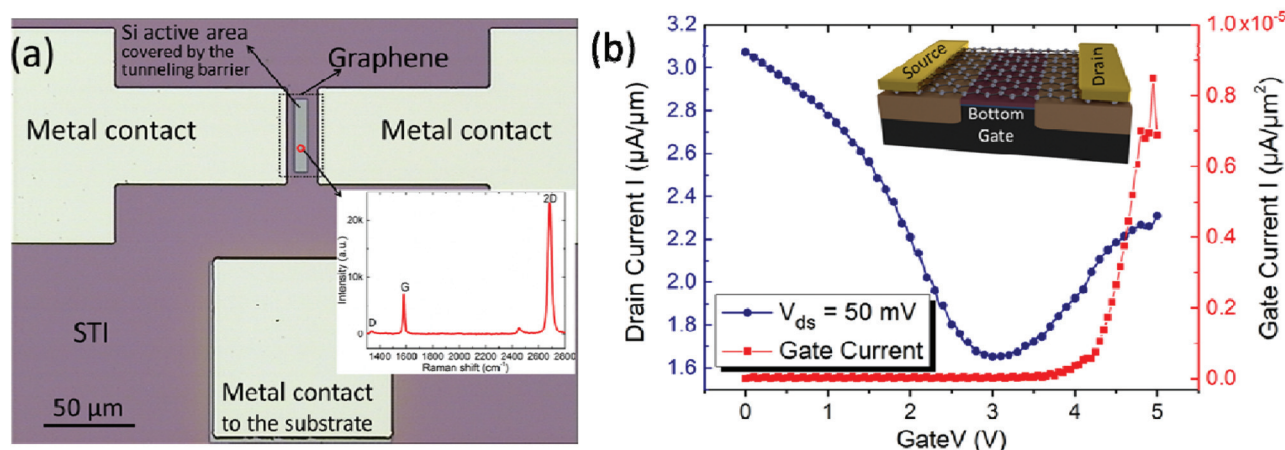 (a)
Si active area
covered by the
tunneling barrier
Graphene
Metal contact
Metal contact
STI
50 μm
Metal contact
to the substrate
Intensity (a.u.)
20k
10k
0
D
G
2D
1400 1600 1800 2000 2200 2400 2600 2800
Raman shift (cm-1)
(b)
Drain Current I (μA/μm)
3.2
3.0
2.8
2.6
2.4
2.2
2.0
1.8
1.6
Source
Drain
Bottom
Gate
Vds = 50 mV
Gate Current
0 1 2 3 4 5
GateV (V)
1.0x10-5
0.8
0.6
0.4
0.2
0.0
Gate Current I (μA/μm2)